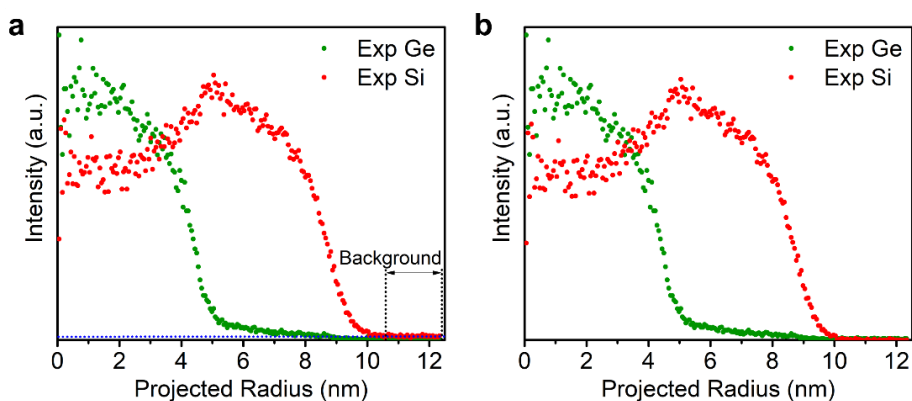 a
Exp Ge
Exp Si
Background
Intensity (a.u.)
0 2 4 6 8 10 12
Projected Radius (nm)
b
Exp Ge
Exp Si
Intensity (a.u.)
0 2 4 6 8 10 12
Projected Radius (nm)